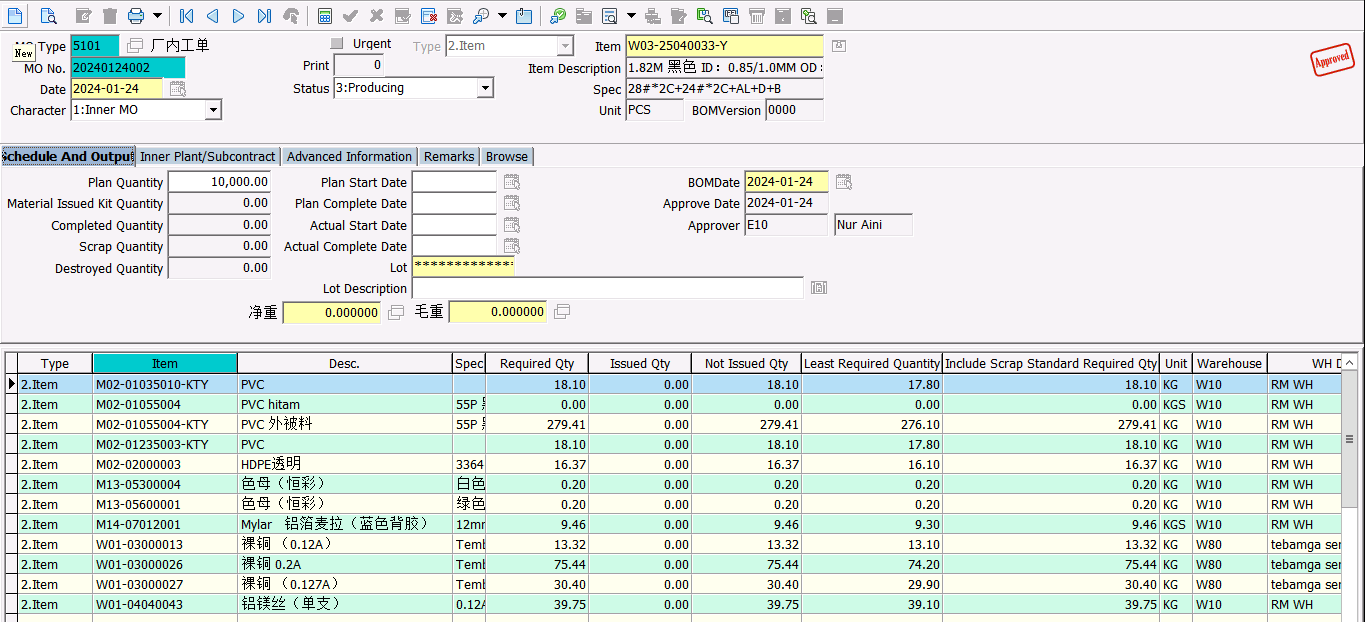 MO Type 5101 厂内工单 Urgent Type 2.Item Item W03-25040033-Y
New
MO No. 20240124002 Print 0 Item Description 1.82M 黑色 ID：0.85/1.0MM OD：
Date 2024-01-24 Status 3:Producing Spec 28#*2C+24#*2C+AL+D+B
Character 1:Inner MO Unit PCS BOMVersion 0000
Approved
Schedule And Output Inner Plant/Subcontract Advanced Information Remarks Browse
Plan Quantity 10,000.00 Plan Start Date BOMDate 2024-01-24
Material Issued Kit Quantity 0.00 Plan Complete Date Approve Date 2024-01-24
Completed Quantity 0.00 Actual Start Date Approver E10 Nur Aini
Scrap Quantity 0.00 Actual Complete Date
Destroyed Quantity 0.00 Lot ************
Lot Description
净重 0.000000 毛重 0.000000
Type Item Desc. Spec Required Qty Issued Qty Not Issued Qty Least Required Quantity Include Scrap Standard Required Qty Unit Warehouse WH D
2.Item M02-01035010-KTY PVC 18.10 0.00 18.10 17.80 18.10 KG W10 RM WH
2.Item M02-01055004 PVC hitam 55P 0.00 0.00 0.00 0.00 0.00 KGS W10 RM WH
2.Item M02-01055004-KTY PVC 外被料 55P 279.41 0.00 279.41 276.10 279.41 KG W10 RM WH
2.Item M02-01235003-KTY PVC 18.10 0.00 18.10 17.80 18.10 KG W10 RM WH
2.Item M02-02000003 HDPE透明 3364 16.37 0.00 16.37 16.10 16.37 KG W10 RM WH
2.Item M13-05300004 色母（恒彩） 白色 0.20 0.00 0.20 0.20 0.20 KG W10 RM WH
2.Item M13-05600001 色母（恒彩） 绿色 0.20 0.00 0.20 0.20 0.20 KG W10 RM WH
2.Item M14-07012001 Mylar 铝箔麦拉（蓝色背胶） 12mm 9.46 0.00 9.46 9.30 9.46 KGS W10 RM WH
2.Item W01-03000013 裸铜 （0.12A） Temb 13.32 0.00 13.32 13.10 13.32 KG W80 tebamga ser
2.Item W01-03000026 裸铜 0.2A Temb 75.44 0.00 75.44 74.20 75.44 KG W80 tebamga ser
2.Item W01-03000027 裸铜 （0.127A） Temb 30.40 0.00 30.40 29.90 30.40 KG W80 tebamga ser
2.Item W01-04040043 铝镁丝（单支） 0.12A 39.75 0.00 39.75 39.10 39.75 KG W10 RM WH